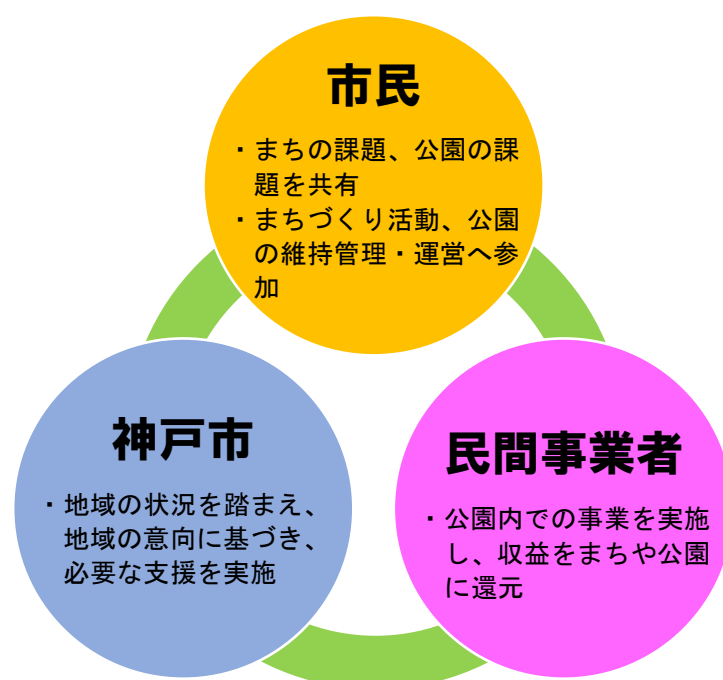 市民
・まちの課題、公園の課
題を共有
・まちづくり活動、公園
の維持管理・運営へ参
加
神戸市
・地域の状況を踏まえ、
地域の意向に基づき、
必要な支援を実施
民間事業者
・公園内での事業を実施
し、収益をまちや公園
に還元